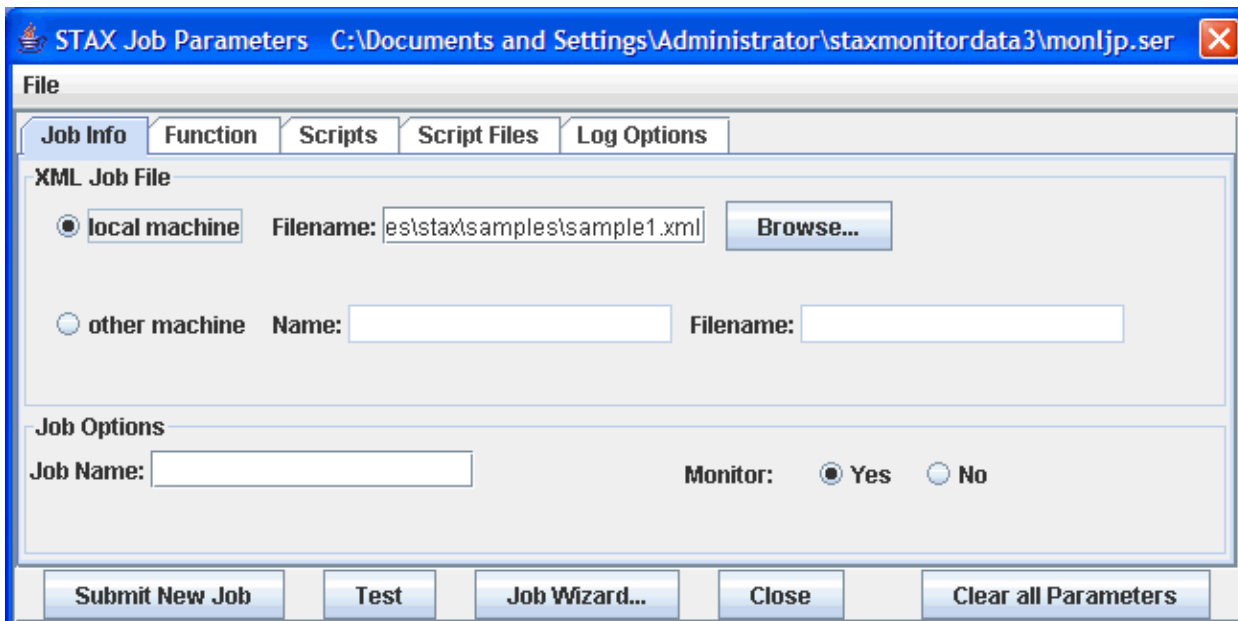 STAX Job Parameters C:\Documents and Settings\Administrator\staxmonitordata3\monljp.ser
File
Job Info Function Scripts Script Files Log Options
XML Job File
local machine Filename: es\stax\samples\sample1.xml Browse...
other machine Name: Filename:
Job Options
Job Name: Monitor: Yes No
Submit New Job Test Job Wizard... Close Clear all Parameters